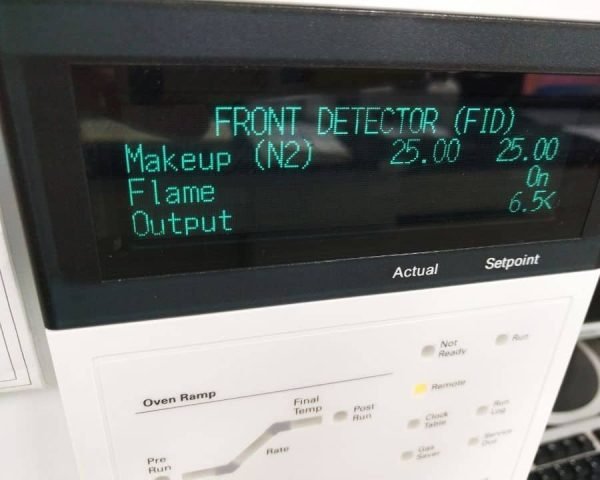 FRONT DETECTOR (FID)
Makeup (N2) 25.00 25.00
Flame On
Output 6.5<
Actual Setpoint
Not Ready
Run
Remote
Oven Ramp
Final Temp
Post Run
Clock Table
Run Log
Rate
Gas Saver
Service Due
Pre Run